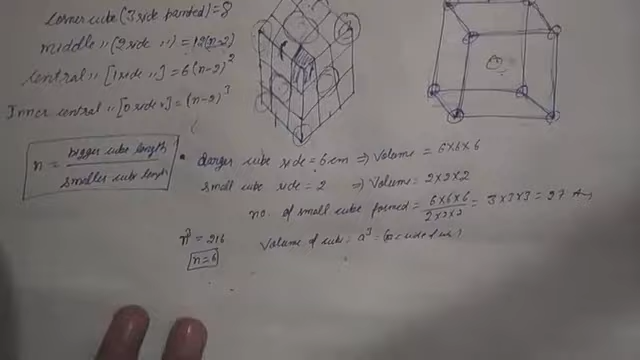 corner cube (3 side painted) = 8
middle ,, (2 side ,,) = 12(n-2)
central ,, [1 side ,,] = 6(n-2)²
Inner central ,, [0 side ,,] = (n-2)³
n = bigger cube length / smaller cube length
• larger cube side = 6cm ⇒ Volume = 6×6×6
small cube side = 2 ⇒ Volume = 2×2×2
no. of small cube formed = 6×6×6 / 2×2×2 = 3×3×3 = 27 Ans
n³ = 216
n=6
Volume of cube = a³